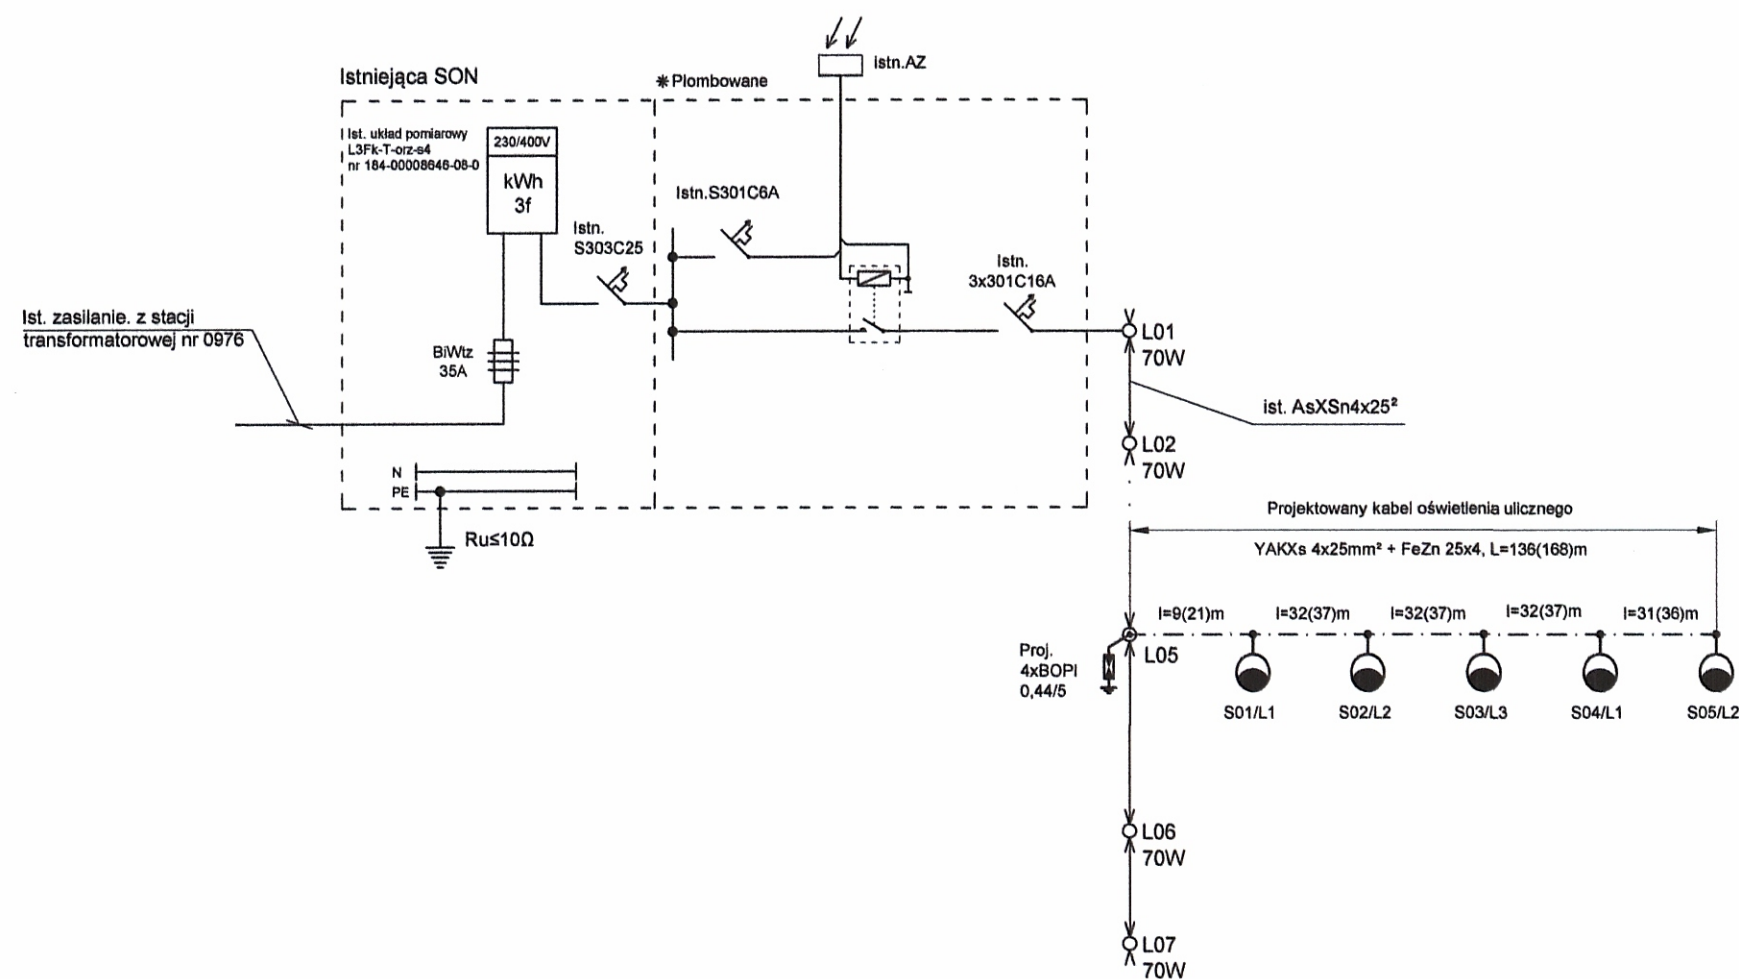 istn.AZ
Istniejąca SON
✱Plombowane
Ist. układ pomiarowy
L3Fk-T-orz-s4
nr 184-00008646-08-0
230/400V
kWh
3f
Istn.
S303C25
Istn.S301C6A
Istn.
3x301C16A
Ist. zasilanie. z stacji
transformatorowej nr 0976
BiWtz
35A
N
PE
Ru≤10Ω
L01
70W
ist. AsXSn4x25²
L02
70W
Projektowany kabel oświetlenia ulicznego
YAKXs 4x25mm² + FeZn 25x4, L=136(168)m
l=9(21)m
l=32(37)m
l=32(37)m
l=32(37)m
l=31(36)m
L05
Proj.
4xBOPI
0,44/5
S01/L1
S02/L2
S03/L3
S04/L1
S05/L2
L06
70W
L07
70W